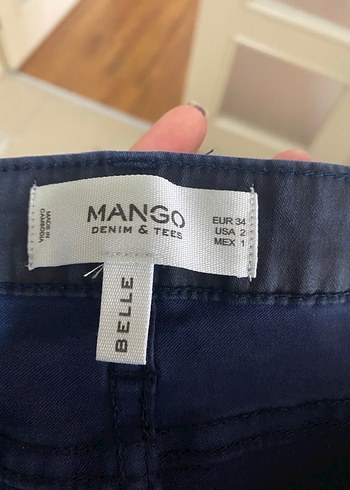 MADE IN
CAMBODIA
MANGO
DENIM & TEES
EUR 34
USA 2
MEX 1
BELLE